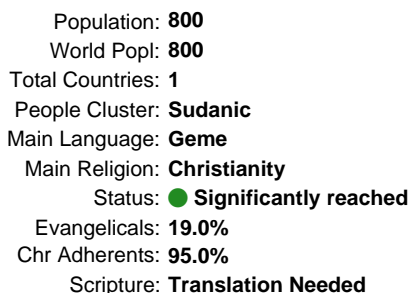 Population: 800
World Popl: 800
Total Countries: 1
People Cluster: Sudanic
Main Language: Geme
Main Religion: Christianity
Status: Significantly reached
Evangelicals: 19.0%
Chr Adherents: 95.0%
Scripture: Translation Needed